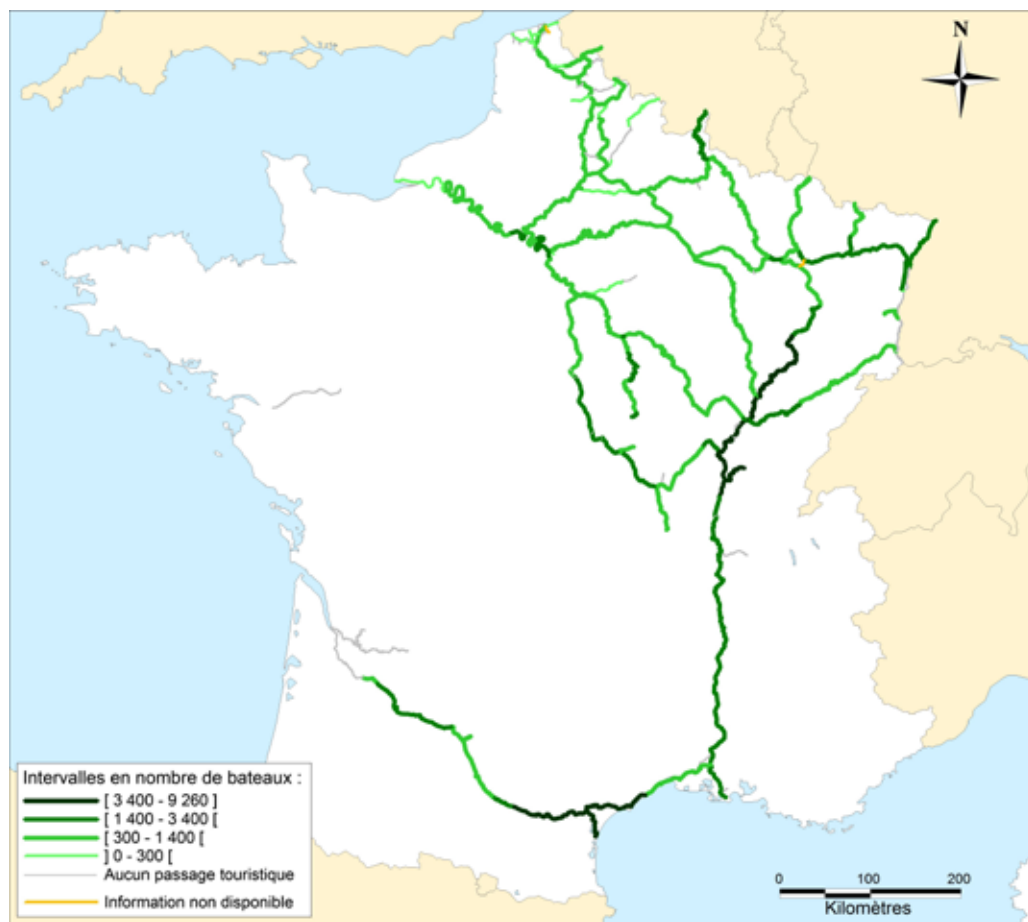 N
Intervalles en nombre de bateaux :
[ 3 400 - 9 260 ]
[ 1 400 - 3 400 [
[ 300 - 1 400 [
] 0 - 300 [
Aucun passage touristique
Information non disponible
0 100 200
Kilomètres